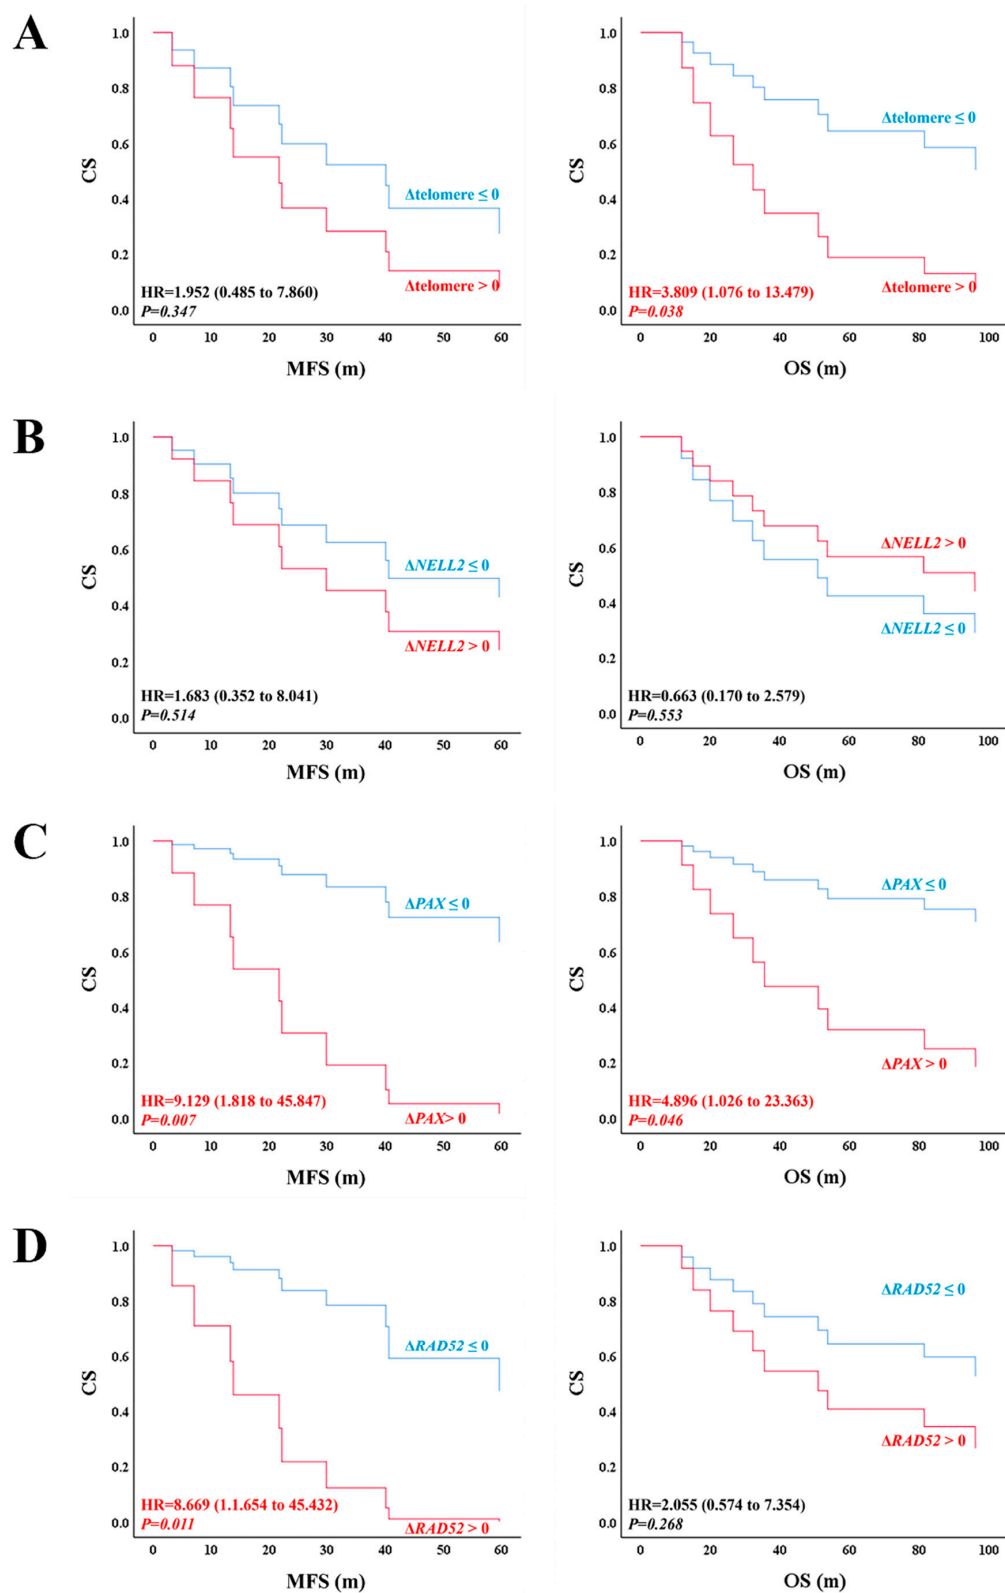 A
CS
1.0
0.8
0.6
0.4
0.2
0.0
Δtelomere ≤ 0
Δtelomere > 0
HR=1.952 (0.485 to 7.860)
P=0.347
0 10 20 30 40 50 60
MFS (m)
CS
1.0
0.8
0.6
0.4
0.2
0.0
Δtelomere ≤ 0
Δtelomere > 0
HR=3.809 (1.076 to 13.479)
P=0.038
0 20 40 60 80 100
OS (m)
B
CS
1.0
0.8
0.6
0.4
0.2
0.0
ΔNELL2 ≤ 0
ΔNELL2 > 0
HR=1.683 (0.352 to 8.041)
P=0.514
0 10 20 30 40 50 60
MFS (m)
CS
1.0
0.8
0.6
0.4
0.2
0.0
ΔNELL2 > 0
ΔNELL2 ≤ 0
HR=0.663 (0.170 to 2.579)
P=0.553
0 20 40 60 80 100
OS (m)
C
CS
1.0
0.8
0.6
0.4
0.2
0.0
ΔPAX ≤ 0
HR=9.129 (1.818 to 45.847)
P=0.007
ΔPAX> 0
0 10 20 30 40 50 60
MFS (m)
CS
1.0
0.8
0.6
0.4
0.2
0.0
ΔPAX ≤ 0
ΔPAX > 0
HR=4.896 (1.026 to 23.363)
P=0.046
0 20 40 60 80 100
OS (m)
D
CS
1.0
0.8
0.6
0.4
0.2
0.0
ΔRAD52 ≤ 0
HR=8.669 (1.1.654 to 45.432)
P=0.011
ΔRAD52 > 0
0 10 20 30 40 50 60
MFS (m)
CS
1.0
0.8
0.6
0.4
0.2
0.0
ΔRAD52 ≤ 0
ΔRAD52 > 0
HR=2.055 (0.574 to 7.354)
P=0.268
0 20 40 60 80 100
OS (m)